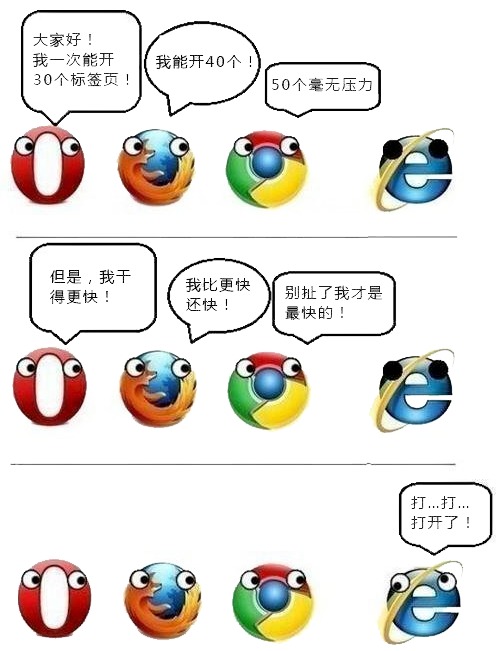 大家好！
我一次能开
30个标签页！
我能开40个！
50个毫无压力
但是，我干
得更快！
我比更快
还快！
别扯了我才是
最快的！
打...打...
打开了！